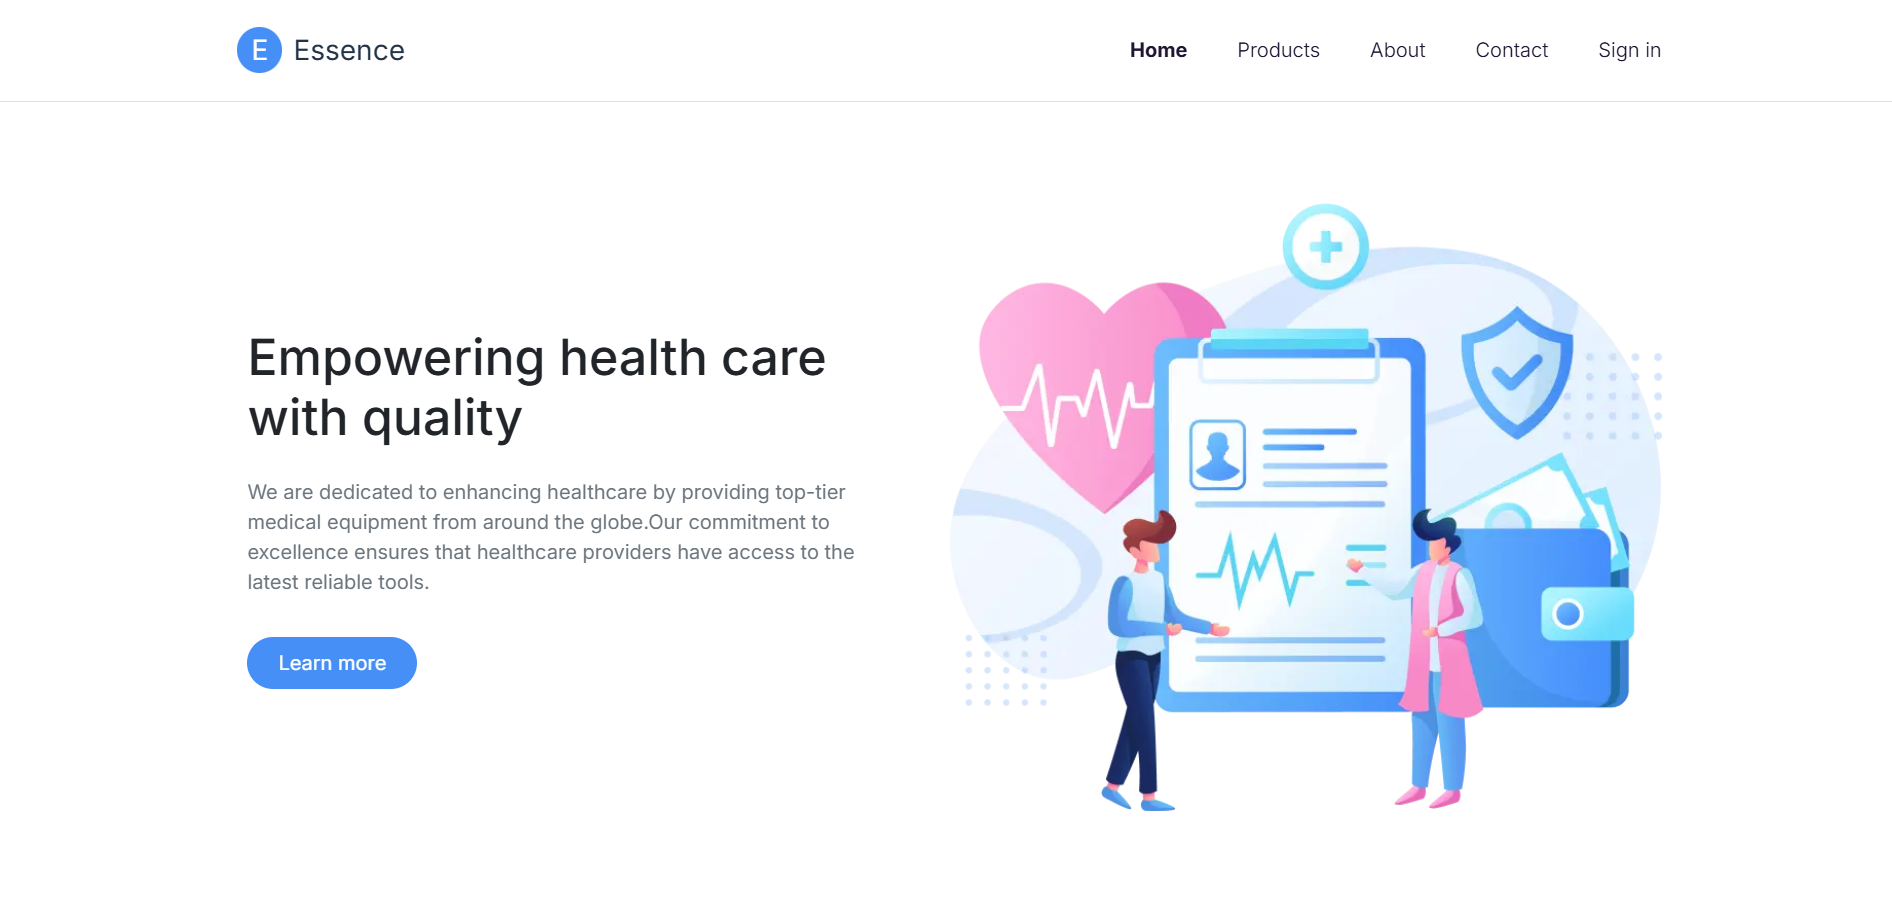 E Essence
Home Products About Contact Sign in
Empowering health care
with quality
We are dedicated to enhancing healthcare by providing top-tier
medical equipment from around the globe.Our commitment to
excellence ensures that healthcare providers have access to the
latest reliable tools.
Learn more